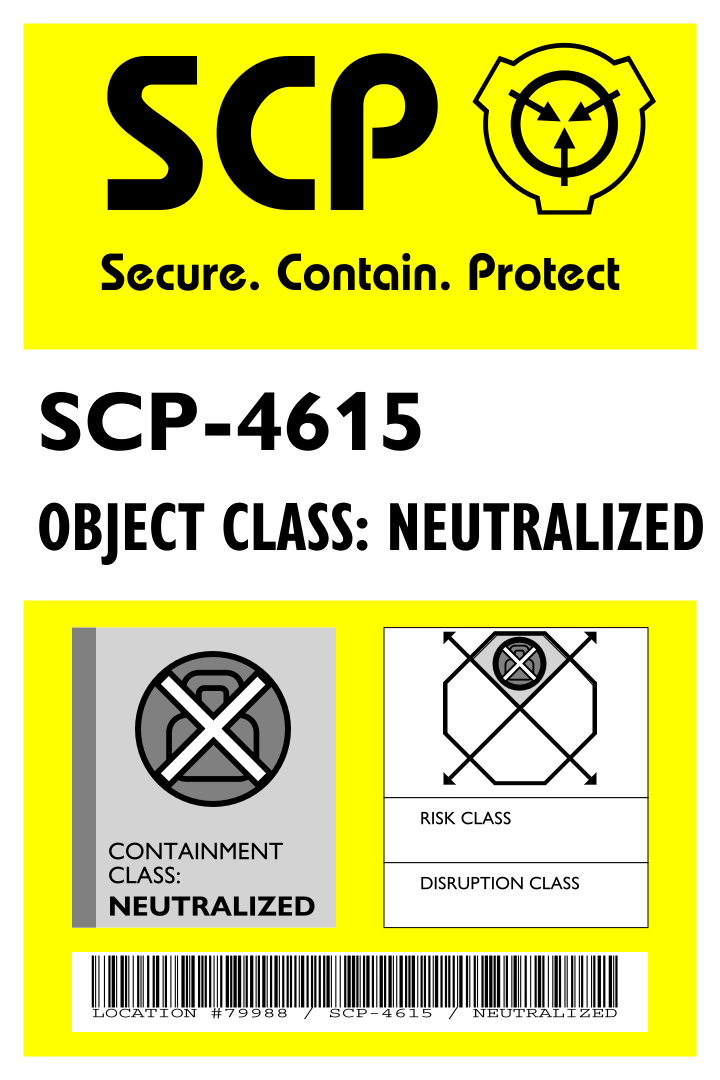 SCP
Secure. Contain. Protect
SCP-4615
OBJECT CLASS: NEUTRALIZED
CONTAINMENT
CLASS:
NEUTRALIZED
RISK CLASS
DISRUPTION CLASS
LOCATION #79988 / SCP-4615 / NEUTRALIZED